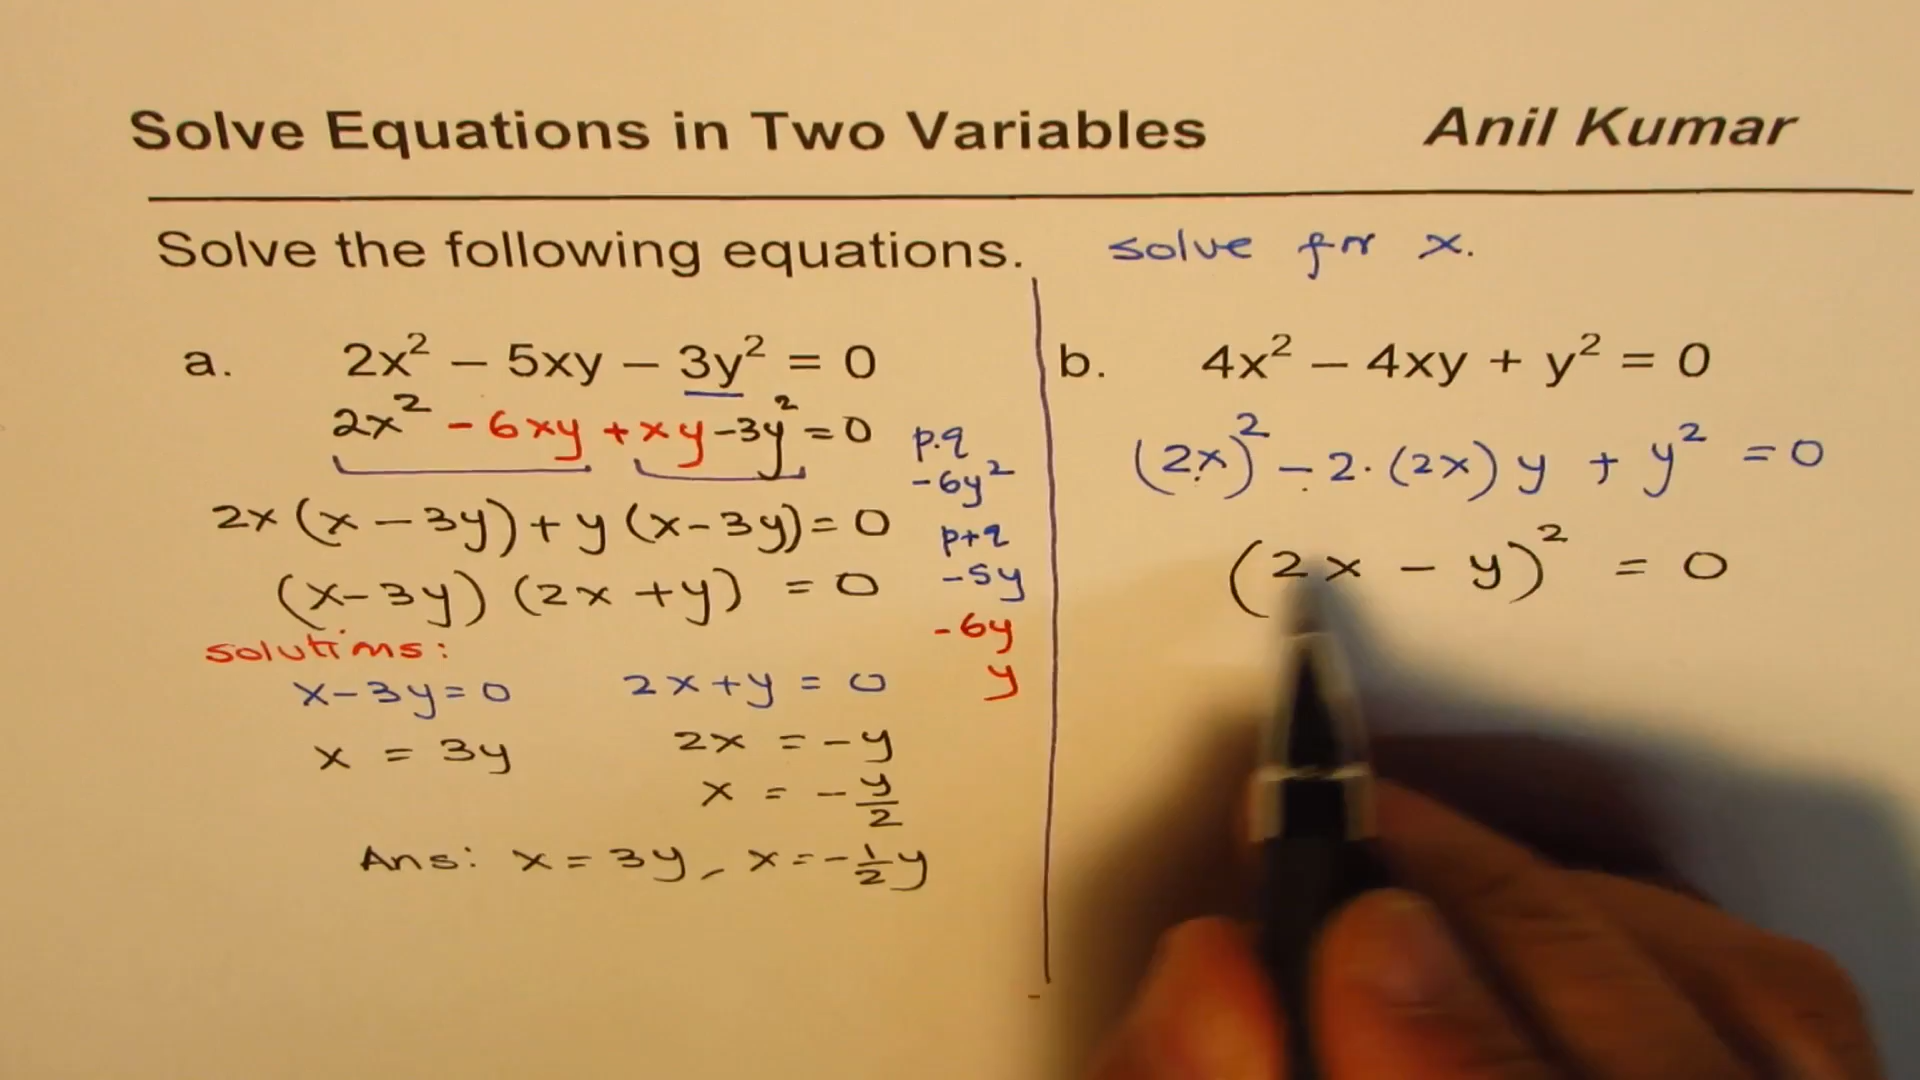 Solve Equations in Two Variables Anil Kumar
Solve the following equations. solve for x.
a. 2x² – 5xy – 3y² = 0
2x² - 6xy + xy - 3y² = 0
2x (x - 3y) + y (x - 3y) = 0
(x - 3y) (2x + y) = 0
solutions:
x - 3y = 0 2x + y = 0
x = 3y 2x = -y
x = -y/2
Ans: x = 3y, x = -1/2 y
p.q
-6y²
p+q
-5y
-6y
y
b. 4x² – 4xy + y² = 0
(2x)² - 2·(2x) y + y² = 0
(2x - y)² = 0